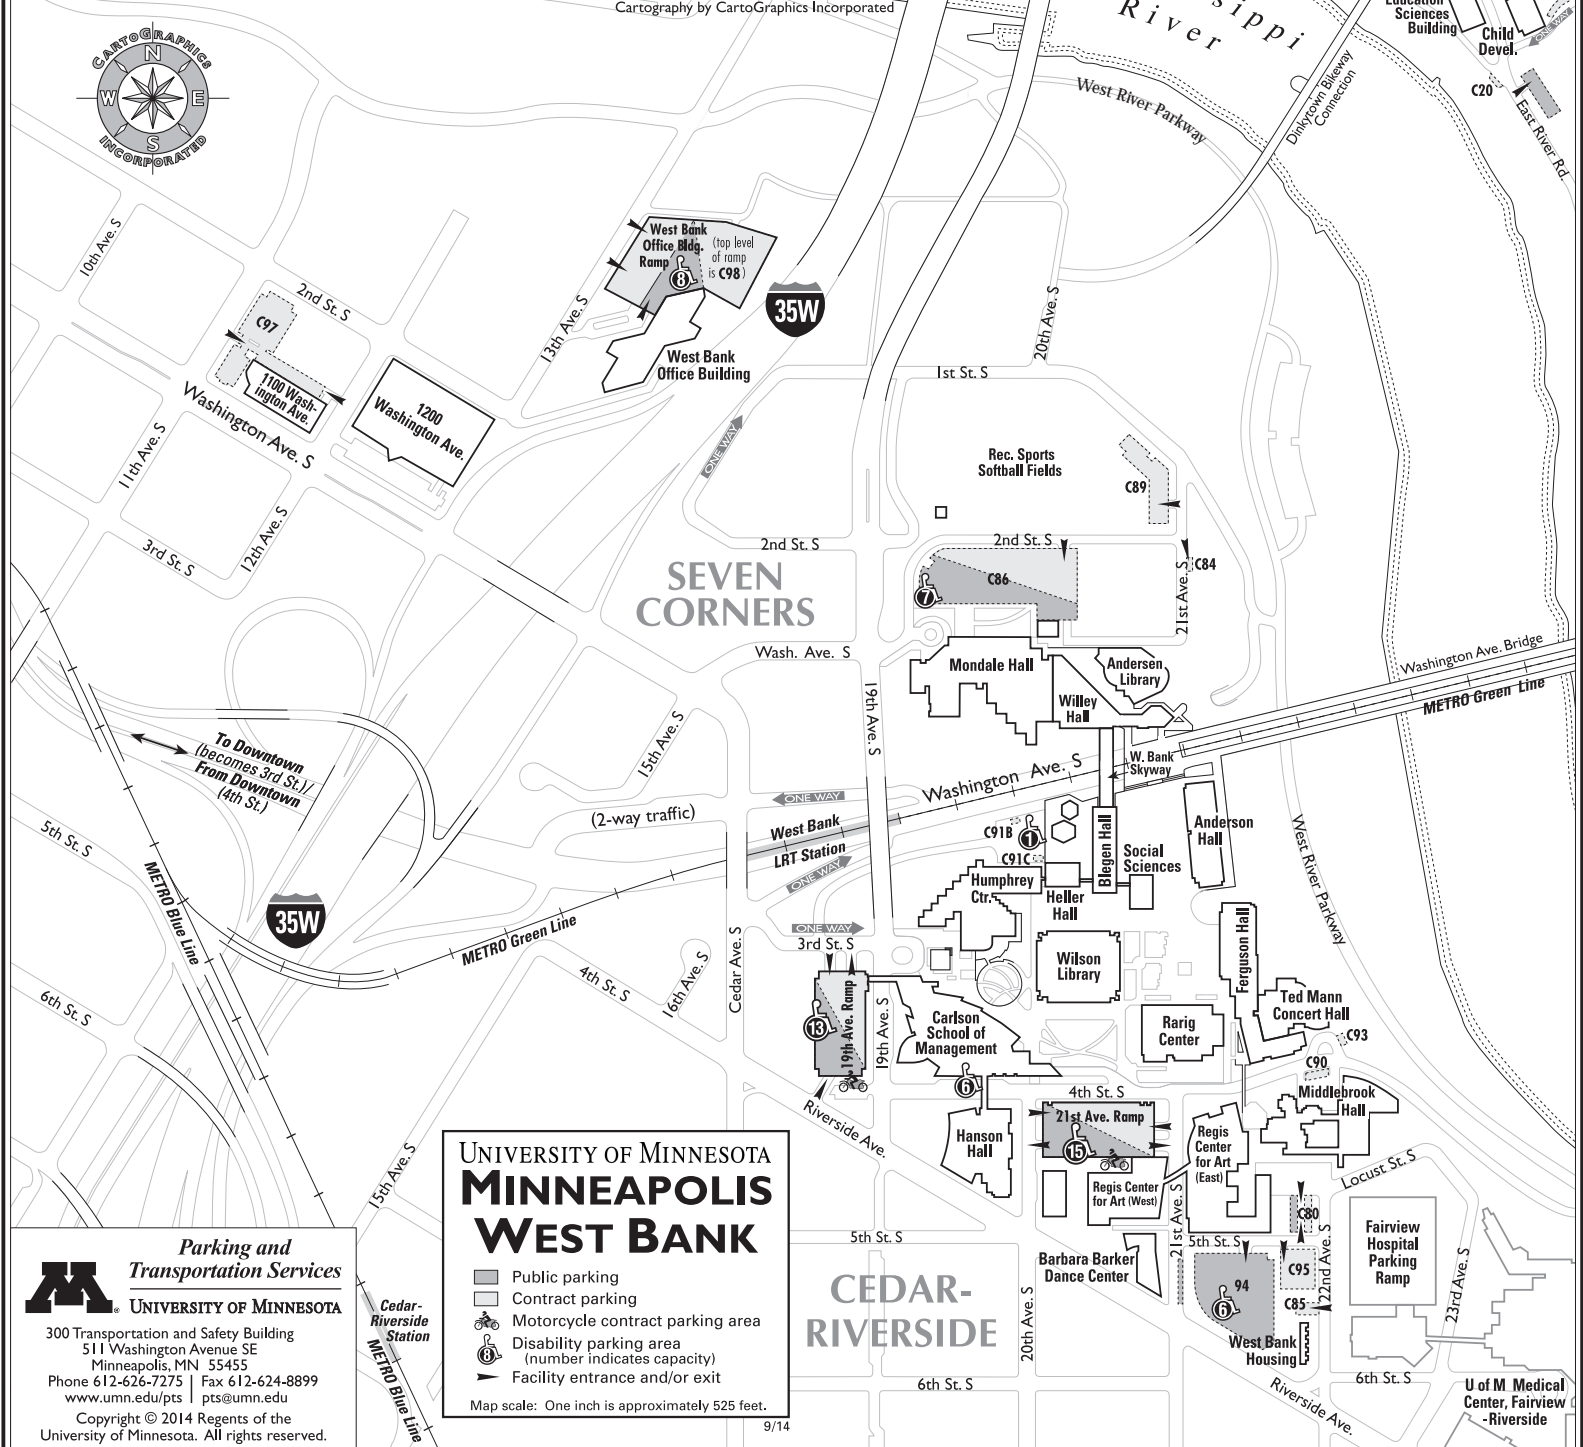 Cartography by CartoGraphics Incorporated
CARTOGRAPHICS
N
W
E
S
INCORPORATED
River
ssippi
Education
Sciences
Building
Child
Devel.
ONE WAY
C20
East River Rd.
Dinkytown Bikeway
Connection
West River Parkway
10th Ave. S
2nd St. S
C97
1100 Wash-
ington Ave.
Washington Ave. S
1200
Washington Ave.
11th Ave. S
12th Ave. S
3rd St. S
13th Ave. S
West Bank
Office Bldg.
Ramp
(top level
of ramp
is C98)
8
35W
West Bank
Office Building
20th Ave. S
1st St. S
ONE WAY
Rec. Sports
Softball Fields
C89
2nd St. S
2nd St. S
C86
7
C84
21st Ave. S
SEVEN
CORNERS
Wash. Ave. S
Mondale Hall
Andersen
Library
Willey
Hall
Washington Ave. Bridge
METRO Green Line
19th Ave. S
15th Ave. S
To Downtown
(becomes 3rd St.)/
From Downtown
(4th St.)
Washington Ave. S
W. Bank
Skyway
ONE WAY
(2-way traffic)
West Bank
LRT Station
ONE WAY
C91B
1
C91C
Blegen Hall
Social
Sciences
Anderson
Hall
Humphrey
Ctr.
Heller
Hall
West River Parkway
5th St. S
METRO Blue Line
35W
METRO Green Line
ONE WAY
3rd St. S
4th St. S
16th Ave. S
Cedar Ave. S
6th St. S
Wilson
Library
Ferguson Hall
Ted Mann
Concert Hall
13
19th Ave. Ramp
19th Ave. S
Carlson
School of
Management
Rarig
Center
C93
C90
6
Middlebrook
Hall
4th St. S
21st Ave. Ramp
15
Riverside Ave.
Hanson
Hall
Regis
Center
for Art
(East)
Regis Center
for Art (West)
Locust St. S
15th Ave. S
C80
21st Ave. S
5th St. S
5th St. S
22nd Ave. S
Fairview
Hospital
Parking
Ramp
23rd Ave. S
Barbara Barker
Dance Center
94
6
C95
C85
CEDAR-
RIVERSIDE
20th Ave. S
West Bank
Housing
6th St. S
6th St. S
Riverside Ave.
U of M Medical
Center, Fairview
-Riverside
Cedar-
Riverside
Station
METRO Blue Line
UNIVERSITY OF MINNESOTA
MINNEAPOLIS
WEST BANK
Public parking
Contract parking
Motorcycle contract parking area
8
Disability parking area
(number indicates capacity)
Facility entrance and/or exit
Map scale: One inch is approximately 525 feet.
9/14
Parking and
Transportation Services
M®
UNIVERSITY OF MINNESOTA
300 Transportation and Safety Building
511 Washington Avenue SE
Minneapolis, MN 55455
Phone 612-626-7275 | Fax 612-624-8899
www.umn.edu/pts | pts@umn.edu
Copyright © 2014 Regents of the
University of Minnesota. All rights reserved.